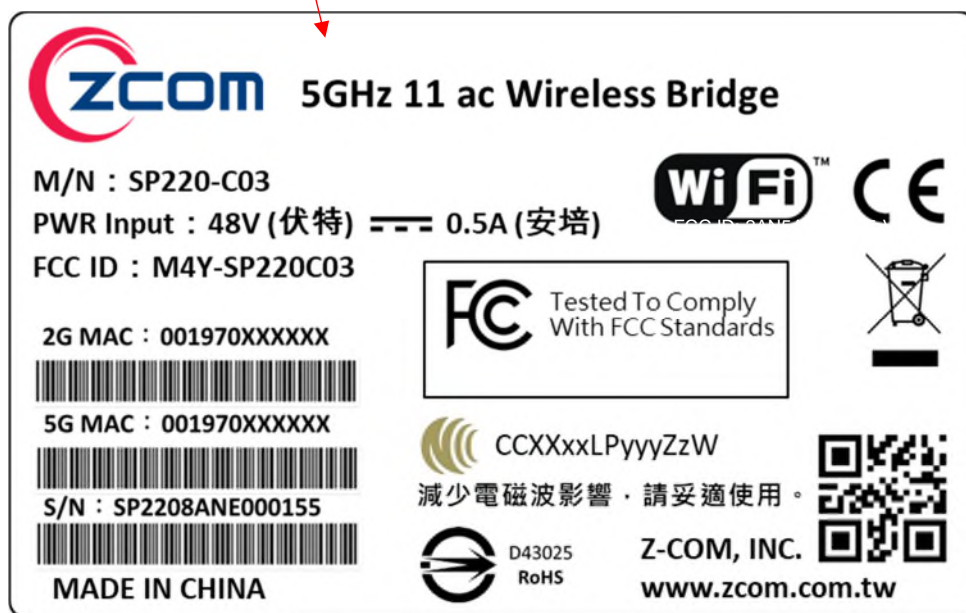 ZCOM 5GHz 11 ac Wireless Bridge
M/N : SP220-C03
PWR Input : 48V (伏特) 0.5A (安培)
FCC ID : M4Y-SP220C03
Wi Fi ™ CE
FC Tested To Comply
With FCC Standards
2G MAC : 001970XXXXXX
5G MAC : 001970XXXXXX
S/N : SP2208ANE000155
MADE IN CHINA
CCXXxxLPyyyZzW
減少電磁波影響，請妥適使用。
D43025
RoHS
Z-COM, INC.
www.zcom.com.tw